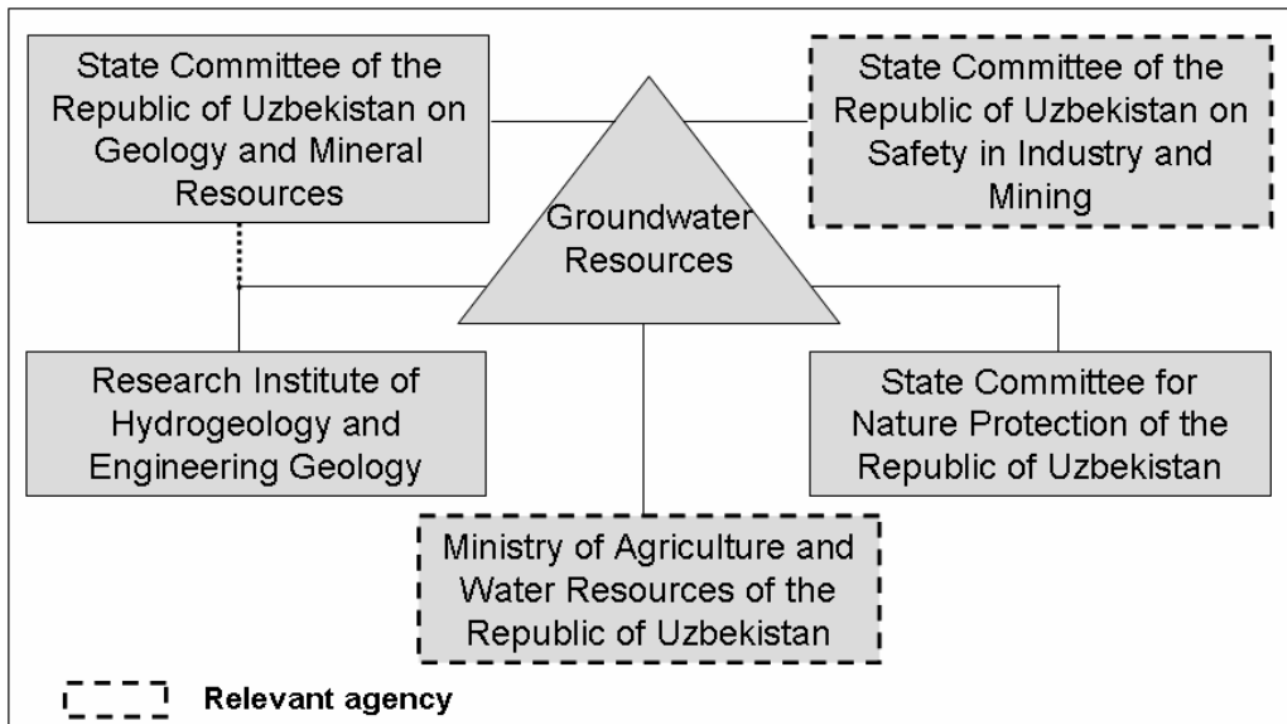 State Committee of the
Republic of Uzbekistan on
Geology and Mineral
Resources
State Committee of the
Republic of Uzbekistan on
Safety in Industry and
Mining
Groundwater
Resources
Research Institute of
Hydrogeology and
Engineering Geology
State Committee for
Nature Protection of the
Republic of Uzbekistan
Ministry of Agriculture and
Water Resources of the
Republic of Uzbekistan
Relevant agency